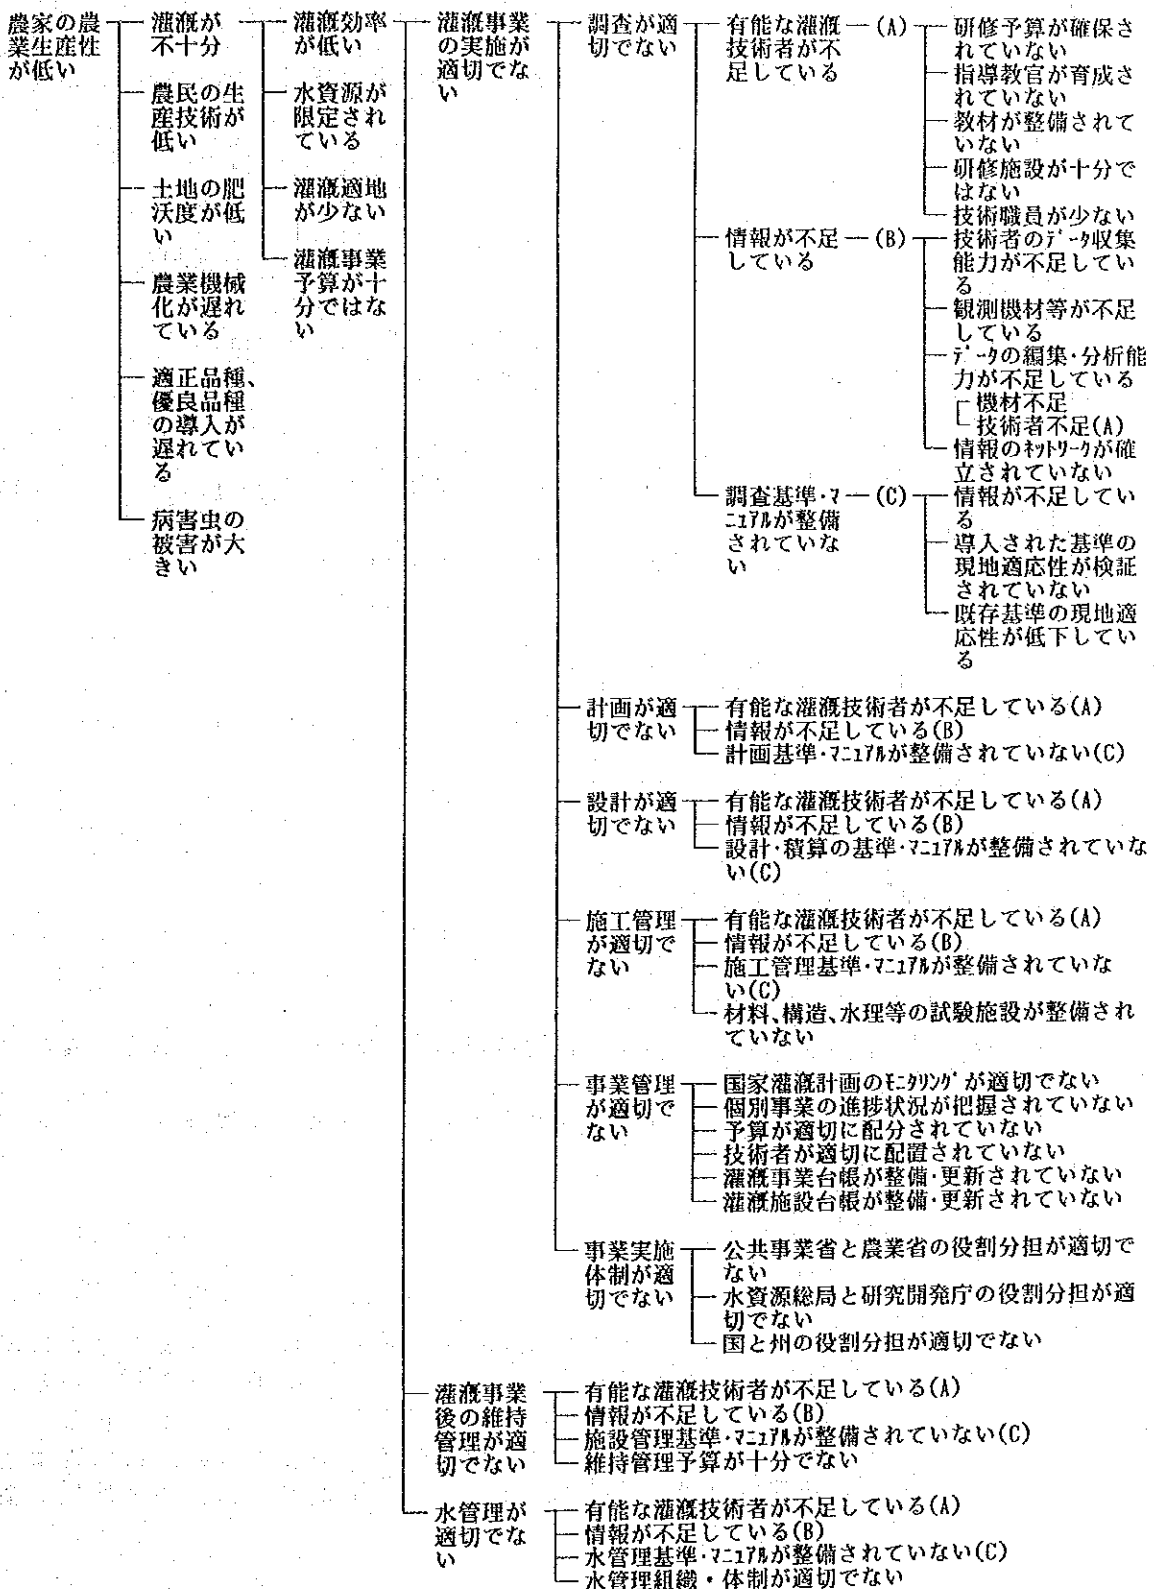 農家の農
業生産性
が低い
灌漑が
不十分
農民の生
産技術が
低い
土地の肥
沃度が低
い
農業機械
化が遅れ
ている
適正品種、
優良品種
の導入が
遅れてい
る
病害虫の
被害が大
きい
灌漑効率
が低い
水資源が
限定され
ている
灌漑適地
が少ない
灌漑事業
予算が十
分ではな
い
灌漑事業
の実施が
適切でな
い
調査が適
切でない
有能な灌漑
技術者が不
足している
(A)
研修予算が確保さ
れていない
指導教官が育成さ
れていない
教材が整備されて
いない
研修施設が十分で
はない
技術職員が少ない
情報が不足
している
(B)
技術者のデータ収集
能力が不足してい
る
観測機材等が不足
している
データの編集・分析能
力が不足している
機材不足
技術者不足(A)
情報のネットワークが確
立されていない
調査基準・マ
ニュアルが整備
されていな
い
(C)
情報が不足してい
る
導入された基準の
現地適応性が検証
されていない
既存基準の現地適
応性が低下してい
る
計画が適
切でない
有能な灌漑技術者が不足している(A)
情報が不足している(B)
計画基準・マニュアルが整備されていない(C)
設計が適
切でない
有能な灌漑技術者が不足している(A)
情報が不足している(B)
設計・積算の基準・マニュアルが整備されていな
い(C)
施工管理
が適切で
ない
有能な灌漑技術者が不足している(A)
情報が不足している(B)
施工管理基準・マニュアルが整備されていな
い(C)
材料、構造、水理等の試験施設が整備され
ていない
事業管理
が適切で
ない
国家灌漑計画のモニタリングが適切でない
個別事業の進捗状況が把握されていない
予算が適切に配分されていない
技術者が適切に配置されていない
灌漑事業台帳が整備・更新されていない
灌漑施設台帳が整備・更新されていない
事業実施
体制が適
切でない
公共事業省と農業省の役割分担が適切で
ない
水資源総局と研究開発庁の役割分担が適
切でない
国と州の役割分担が適切でない
灌漑事業
後の維持
管理が適
切でない
有能な灌漑技術者が不足している(A)
情報が不足している(B)
施設管理基準・マニュアルが整備されていない(C)
維持管理予算が十分でない
水管理が
適切でな
い
有能な灌漑技術者が不足している(A)
情報が不足している(B)
水管理基準・マニュアルが整備されていない(C)
水管理組織・体制が適切でない